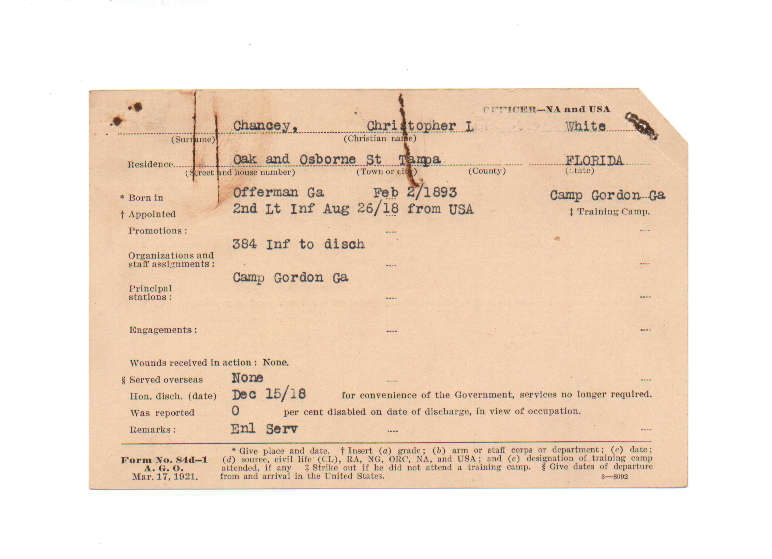 OFFICER—NA and USA
Chancey, Christopher L White
(Surname) (Christian name)
Residence Oak and Osborne St Tampa FLORIDA
(Street and house number) (Town or city) (County) (State)
* Born in Offerman Ga Feb 2/1893 Camp Gordon Ga
† Appointed 2nd Lt Inf Aug 26/18 from USA ‡ Training Camp.
Promotions:
384 Inf to disch
Organizations and
staff assignments:
Camp Gordon Ga
Principal
stations:
Engagements:
Wounds received in action: None.
§ Served overseas None
Hon. disch. (date) Dec 15/18 for convenience of the Government, services no longer required.
Was reported 0 per cent disabled on date of discharge, in view of occupation.
Remarks: Enl Serv
* Give place and date. † Insert (a) grade; (b) arm or staff corps or department; (c) date;
Form No. 84d–1 (d) source, civil life (CL), RA, NG, ORC, NA, and USA; and (e) designation of training camp
A. G. O. attended, if any ‡ Strike out if he did not attend a training camp. § Give dates of departure
Mar. 17, 1921. from and arrival in the United States.